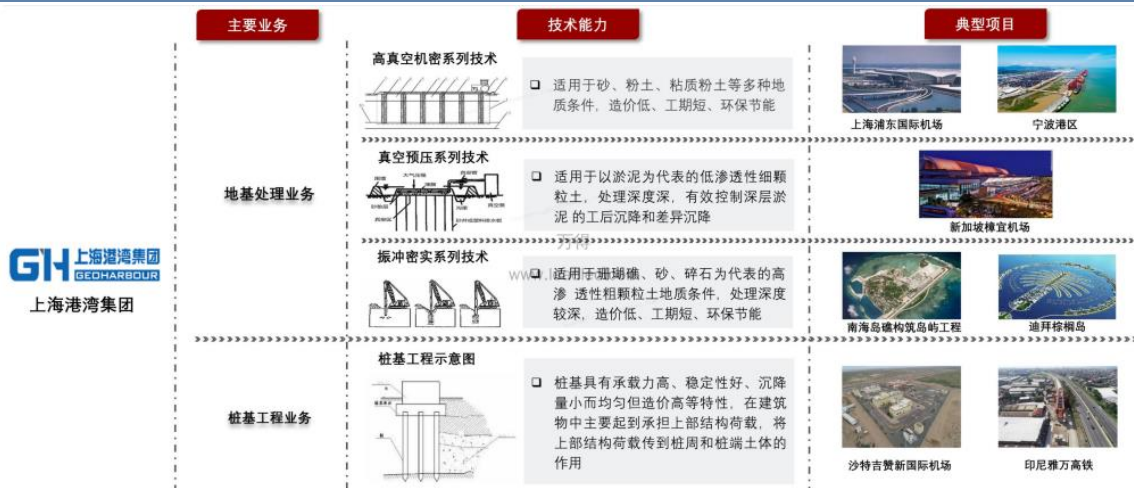 主要业务
技术能力
典型项目
GH 上海港湾集团
GEOHARBOUR
上海港湾集团
地基处理业务
高真空机密系列技术
适用于砂、粉土、粘质粉土等多种地
质条件，造价低、工期短、环保节能
上海浦东国际机场
宁波港区
真空预压系列技术
大气压强
适用于以淤泥为代表的低渗透性细颗
粒土，处理深度深，有效控制深层淤
泥 的工后沉降和差异沉降
新加坡樟宜机场
万得
振冲密实系列技术
适用于珊瑚礁、砂、碎石为代表的高
渗 透性粗颗粒土地质条件，处理深度
较深，造价低、工期短、环保节能
南海岛礁构筑岛屿工程
迪拜棕榈岛
桩基工程业务
桩基工程示意图
桩基具有承载力高、稳定性好、沉降
量小而均匀但造价高等特性，在建筑
物中主要起到承担上部结构荷载，将
上部结构荷载传到桩周和桩端土体的
作用
沙特吉赞新国际机场
印尼雅万高铁